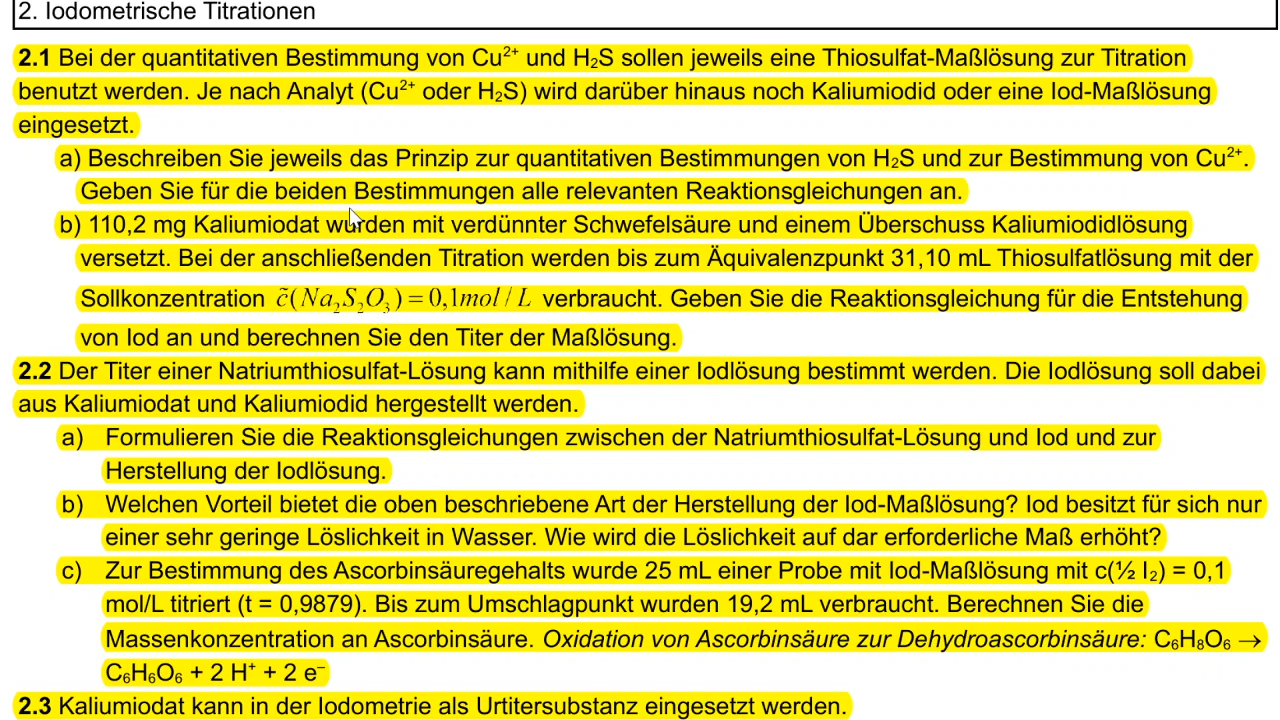 2. Iodometrische Titrationen
2.1 Bei der quantitativen Bestimmung von Cu²⁺ und H₂S sollen jeweils eine Thiosulfat-Maßlösung zur Titration
benutzt werden. Je nach Analyt (Cu²⁺ oder H₂S) wird darüber hinaus noch Kaliumiodid oder eine Iod-Maßlösung
eingesetzt.
a) Beschreiben Sie jeweils das Prinzip zur quantitativen Bestimmungen von H₂S und zur Bestimmung von Cu²⁺.
Geben Sie für die beiden Bestimmungen alle relevanten Reaktionsgleichungen an.
b) 110,2 mg Kaliumiodat wurden mit verdünnter Schwefelsäure und einem Überschuss Kaliumiodidlösung
versetzt. Bei der anschließenden Titration werden bis zum Äquivalenzpunkt 31,10 mL Thiosulfatlösung mit der
Sollkonzentration c̃(Na₂S₂O₃) = 0,1mol / L verbraucht. Geben Sie die Reaktionsgleichung für die Entstehung
von Iod an und berechnen Sie den Titer der Maßlösung.
2.2 Der Titer einer Natriumthiosulfat-Lösung kann mithilfe einer Iodlösung bestimmt werden. Die Iodlösung soll dabei
aus Kaliumiodat und Kaliumiodid hergestellt werden.
a) Formulieren Sie die Reaktionsgleichungen zwischen der Natriumthiosulfat-Lösung und Iod und zur
Herstellung der Iodlösung.
b) Welchen Vorteil bietet die oben beschriebene Art der Herstellung der Iod-Maßlösung? Iod besitzt für sich nur
einer sehr geringe Löslichkeit in Wasser. Wie wird die Löslichkeit auf dar erforderliche Maß erhöht?
c) Zur Bestimmung des Ascorbinsäuregehalts wurde 25 mL einer Probe mit Iod-Maßlösung mit c(½ I₂) = 0,1
mol/L titriert (t = 0,9879). Bis zum Umschlagpunkt wurden 19,2 mL verbraucht. Berechnen Sie die
Massenkonzentration an Ascorbinsäure. Oxidation von Ascorbinsäure zur Dehydroascorbinsäure: C₆H₈O₆ →
C₆H₆O₆ + 2 H⁺ + 2 e⁻
2.3 Kaliumiodat kann in der Iodometrie als Urtitersubstanz eingesetzt werden.